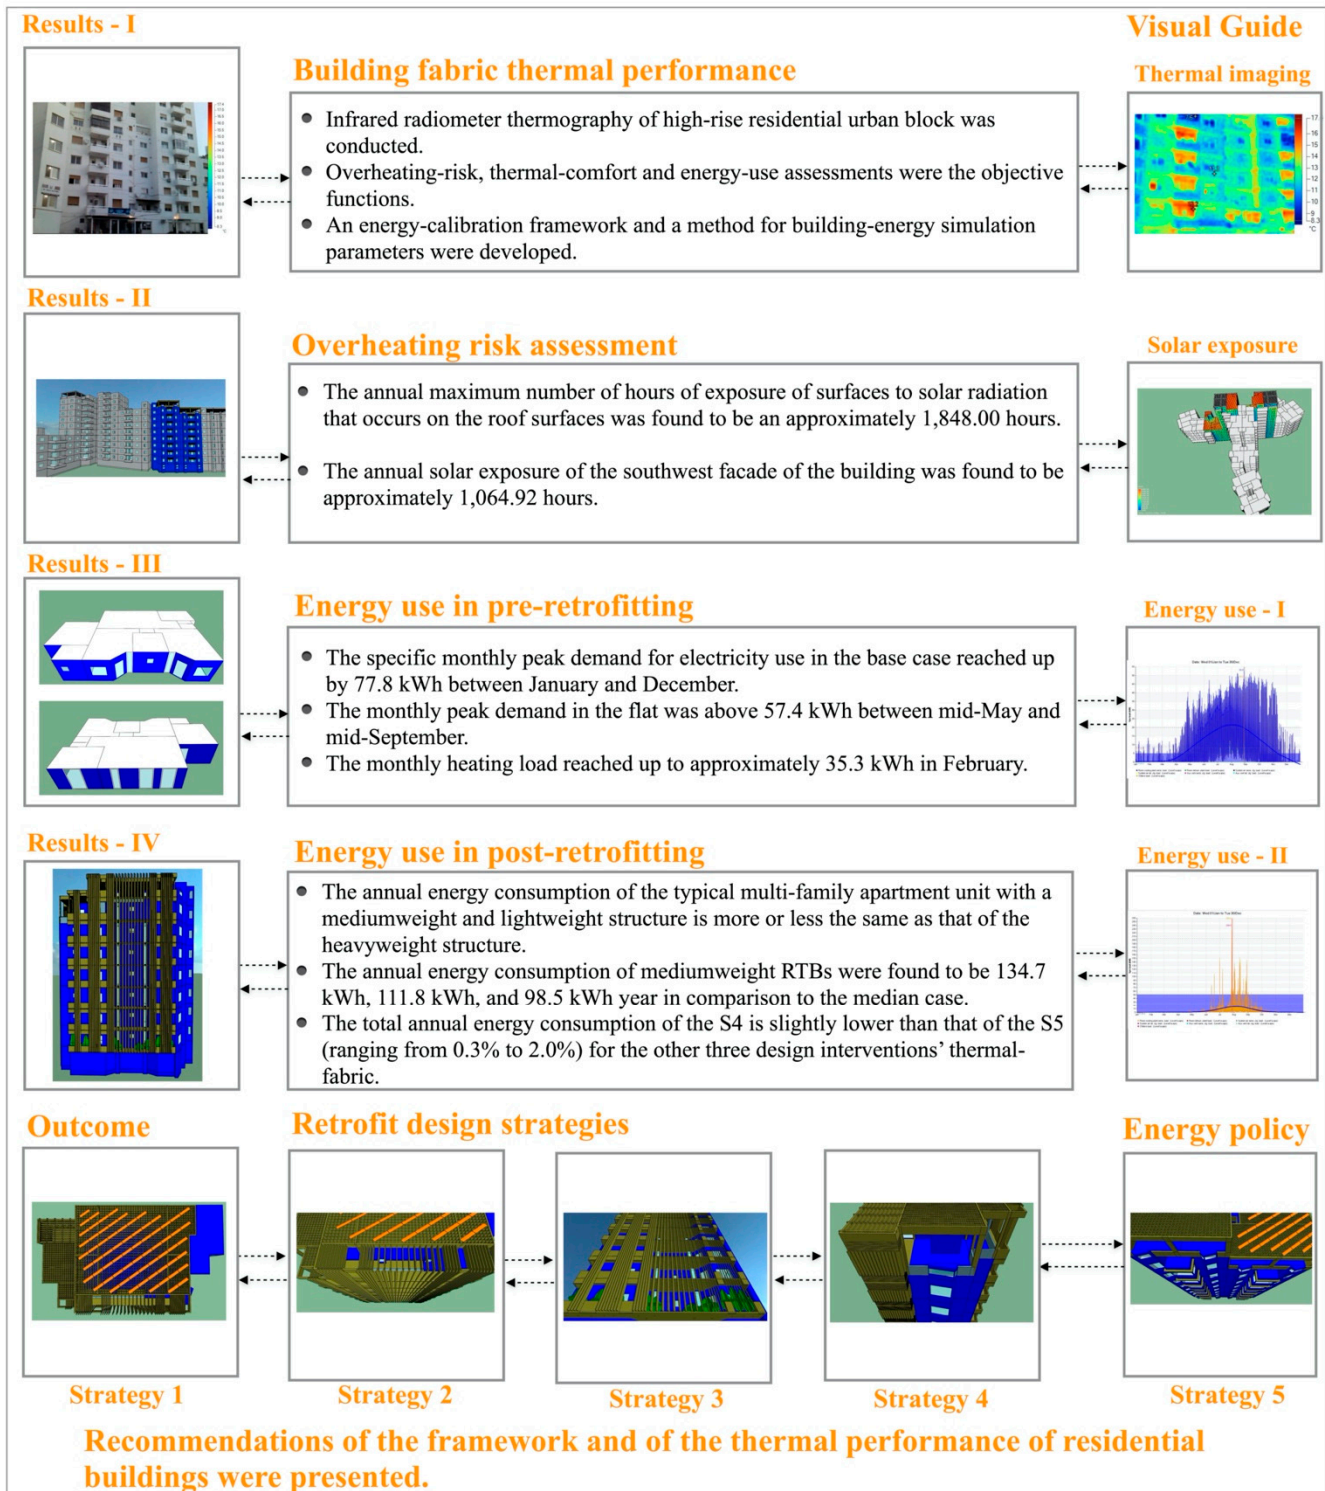 Results - I
Visual Guide
Building fabric thermal performance
Thermal imaging
Infrared radiometer thermography of high-rise residential urban block was
conducted.
Overheating-risk, thermal-comfort and energy-use assessments were the objective
functions.
An energy-calibration framework and a method for building-energy simulation
parameters were developed.
17.
16
15
14
13
12
11
10
9
8.3
°C
Results - II
Overheating risk assessment
Solar exposure
The annual maximum number of hours of exposure of surfaces to solar radiation
that occurs on the roof surfaces was found to be an approximately 1,848.00 hours.
The annual solar exposure of the southwest facade of the building was found to be
approximately 1,064.92 hours.
Results - III
Energy use in pre-retrofitting
Energy use - I
The specific monthly peak demand for electricity use in the base case reached up
by 77.8 kWh between January and December.
The monthly peak demand in the flat was above 57.4 kWh between mid-May and
mid-September.
The monthly heating load reached up to approximately 35.3 kWh in February.
Results - IV
Energy use in post-retrofitting
Energy use - II
The annual energy consumption of the typical multi-family apartment unit with a
mediumweight and lightweight structure is more or less the same as that of the
heavyweight structure.
The annual energy consumption of mediumweight RTBs were found to be 134.7
kWh, 111.8 kWh, and 98.5 kWh year in comparison to the median case.
The total annual energy consumption of the S4 is slightly lower than that of the S5
(ranging from 0.3% to 2.0%) for the other three design interventions’ thermal-
fabric.
Outcome
Retrofit design strategies
Energy policy
Strategy 1
Strategy 2
Strategy 3
Strategy 4
Strategy 5
Recommendations of the framework and of the thermal performance of residential
buildings were presented.